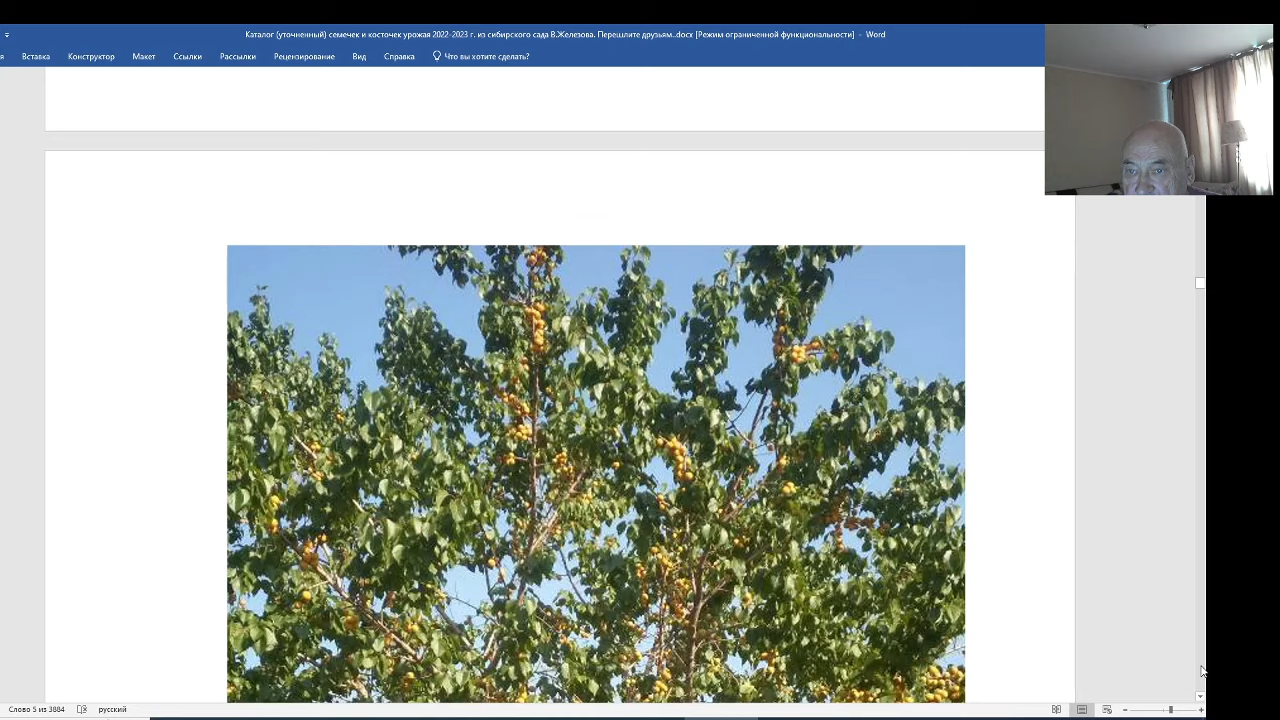 Каталог (уточненный) семечек и косточек урожая 2022-2023 г. из сибирского сада В.Железова. Перешлите друзьям..docx [Режим ограниченной функциональности] - Word
я Вставка Конструктор Макет Ссылки Рассылки Рецензирование Вид Справка Что вы хотите сделать?
Слово 5 из 3884 русский